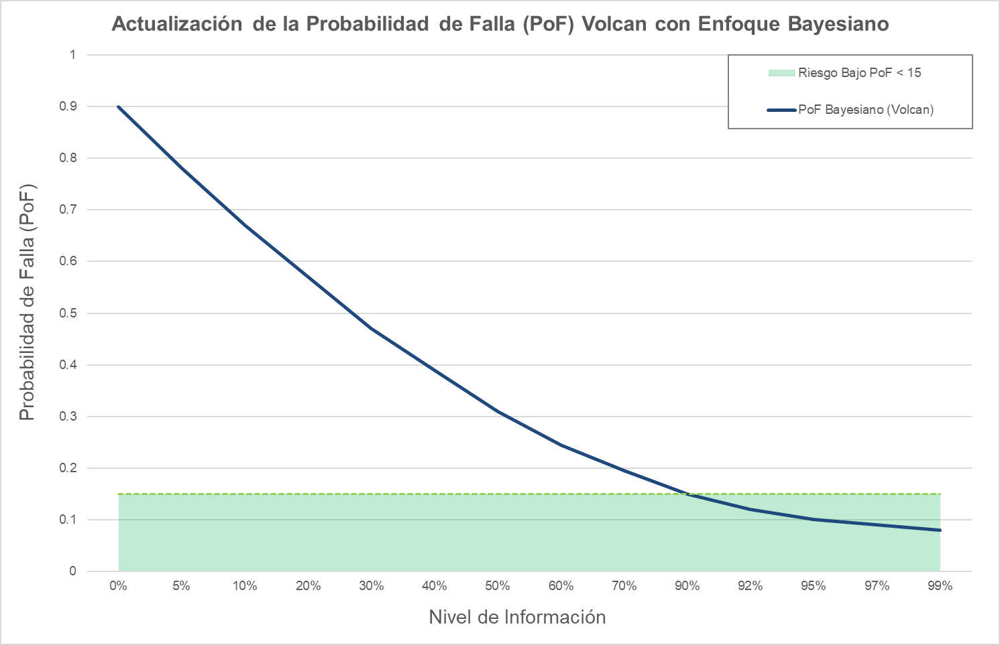 Actualización de la Probabilidad de Falla (PoF) Volcan con Enfoque Bayesiano
Riesgo Bajo PoF < 15
PoF Bayesiano (Volcan)
Probabilidad de Falla (PoF)
1
0.9
0.8
0.7
0.6
0.5
0.4
0.3
0.2
0.1
0
0% 5% 10% 20% 30% 40% 50% 60% 70% 90% 92% 95% 97% 99%
Nivel de Información